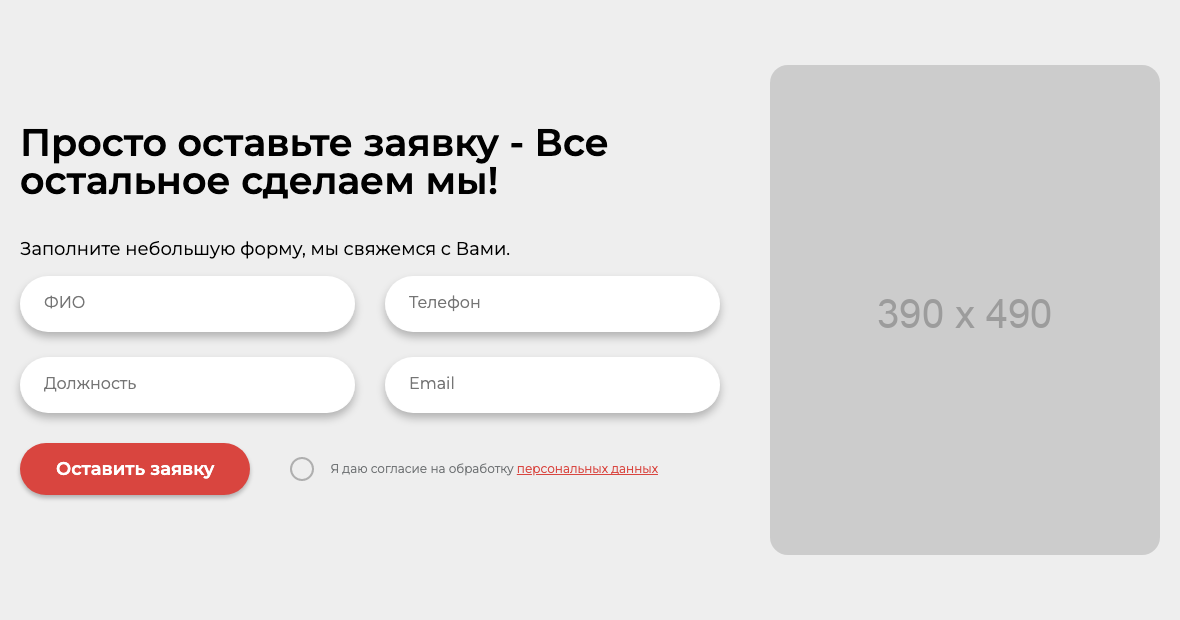 Просто оставьте заявку - Все
остальное сделаем мы!
Заполните небольшую форму, мы свяжемся с Вами.
ФИО
Телефон
Должность
Email
Оставить заявку
Я даю согласие на обработку персональных данных
390 x 490